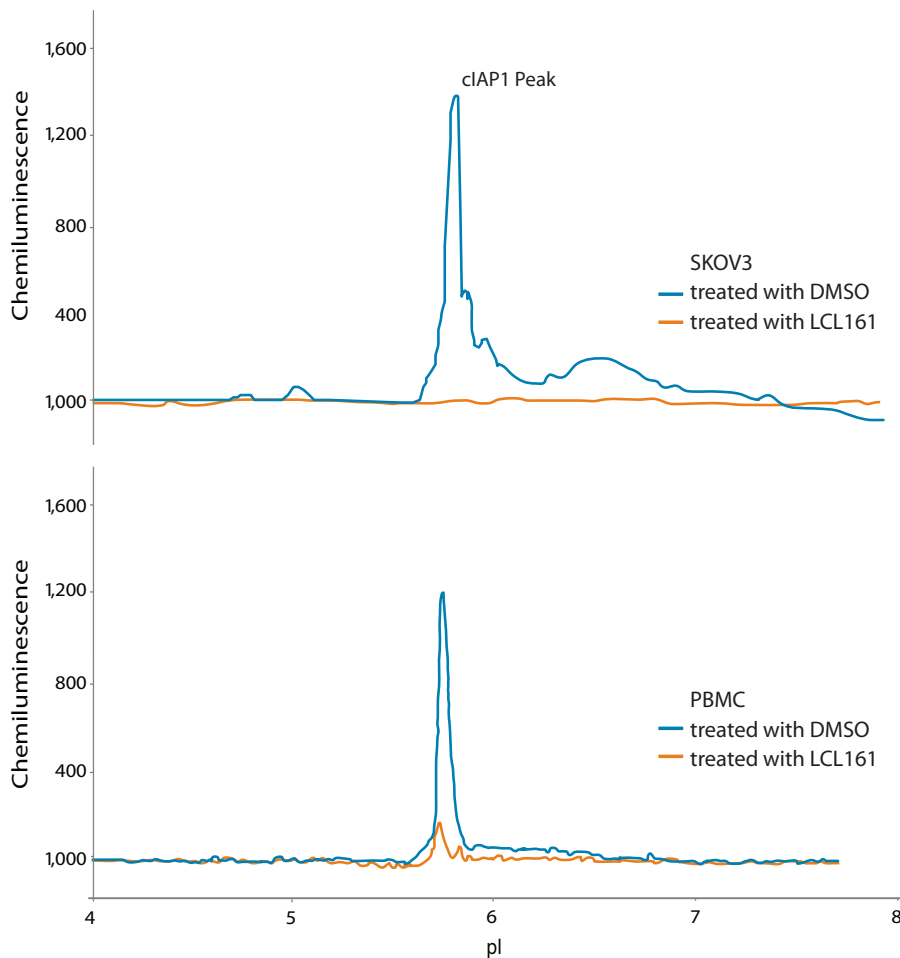 1,600
cIAP1 Peak
1,200
800
400
1,000
Chemiluminescence
SKOV3
treated with DMSO
treated with LCL161
1,600
1,200
800
400
1,000
Chemiluminescence
PBMC
treated with DMSO
treated with LCL161
4 5 6 7 8
pI